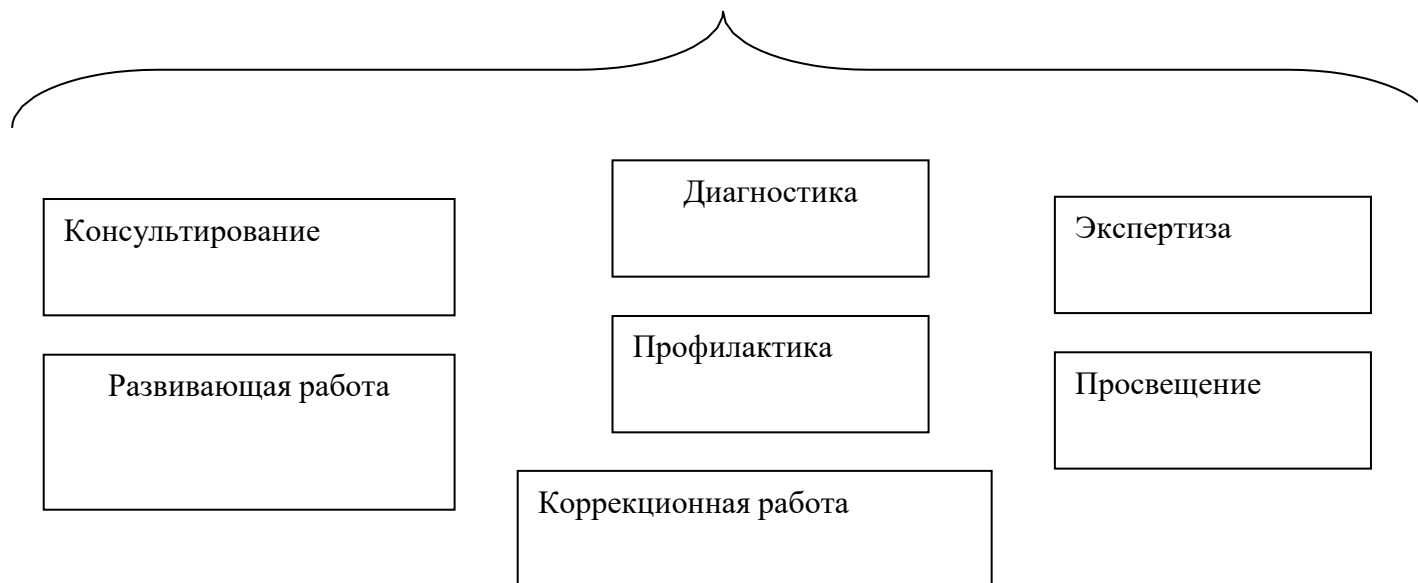 Диагностика
Консультирование
Экспертиза
Профилактика
Развивающая работа
Просвещение
Коррекционная работа